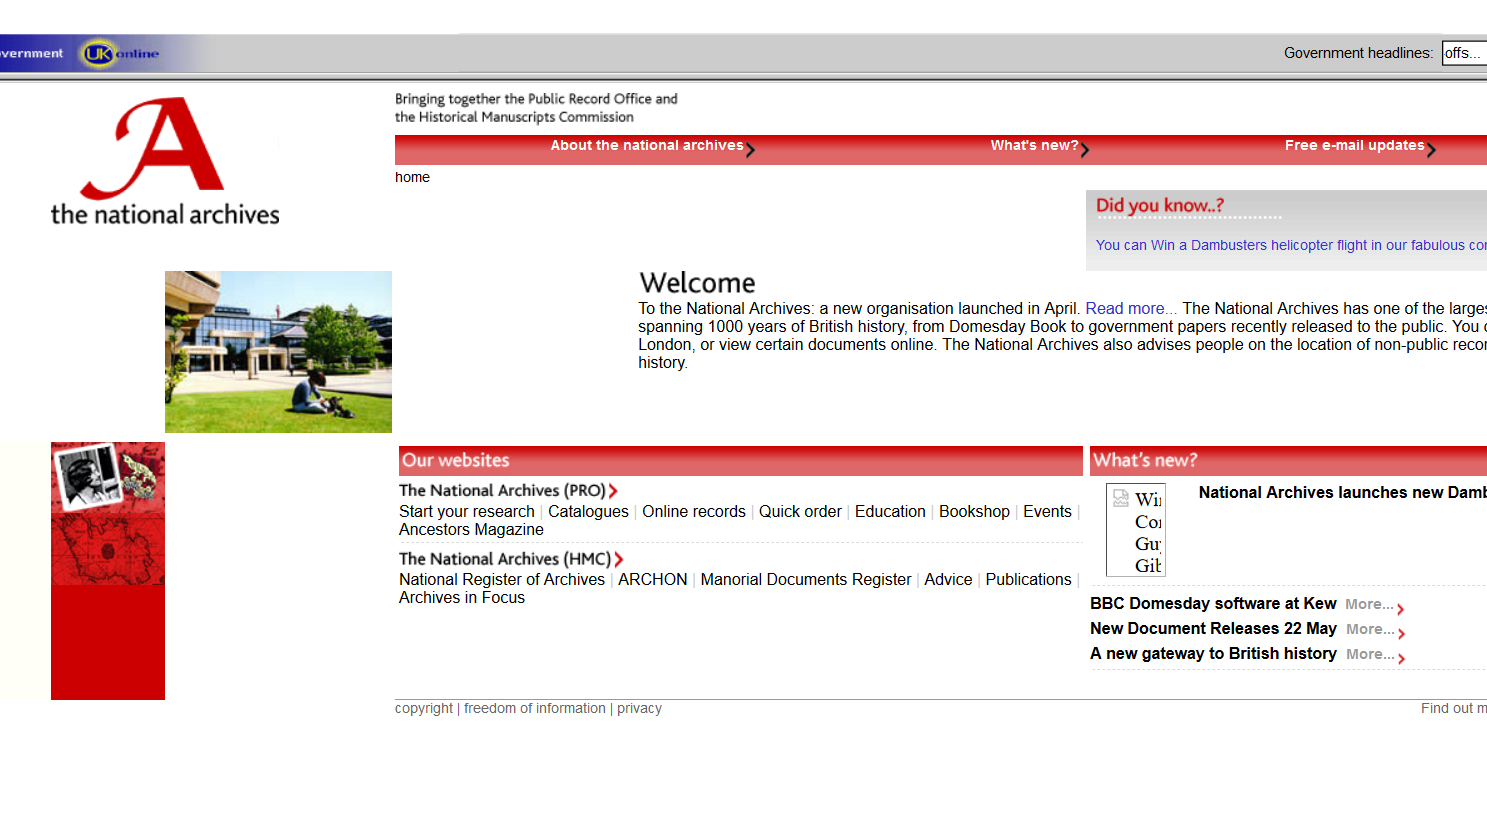 UK online
Government headlines:
offs...
Bringing together the Public Record Office and
the Historical Manuscripts Commission
the national archives
About the national archives
What's new?
Free e-mail updates
home
Did you know..?
You can Win a Dambusters helicopter flight in our fabulous
Welcome
To the National Archives: a new organisation launched in April. Read more... The National Archives has one of the
spanning 1000 years of British history, from Domesday Book to government papers recently released to the public. You
London, or view certain documents online. The National Archives also advises people on the location of non-public
history.
Our websites
The National Archives (PRO)
Start your research | Catalogues | Online records | Quick order | Education | Bookshop | Events |
Ancestors Magazine
The National Archives (HMC)
National Register of Archives | ARCHON | Manorial Documents Register | Advice | Publications |
Archives in Focus
What's new?
National Archives launches new
BBC Domesday software at Kew More...
New Document Releases 22 May More...
A new gateway to British history More...
copyright | freedom of information | privacy
Find out